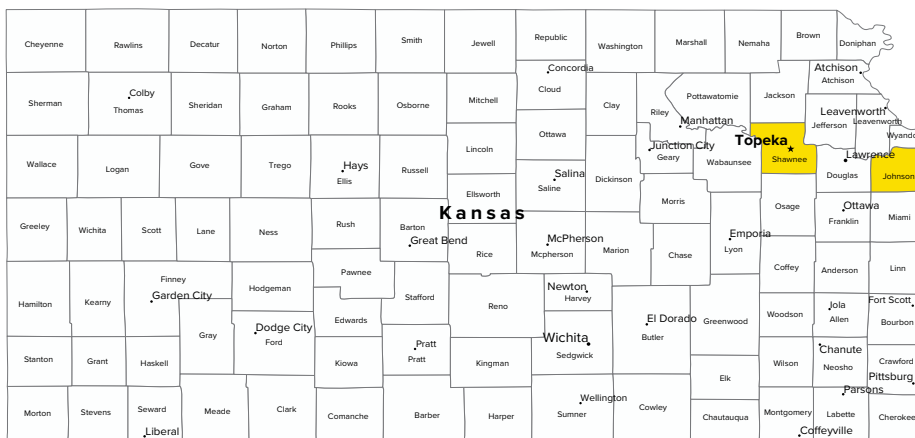 Cheyenne
Rawlins
Decatur
Norton
Phillips
Smith
Jewell
Republic
Washington
Marshall
Nemaha
Brown
Doniphan
Concordia
Atchison
Atchison
Sherman
Colby
Thomas
Sheridan
Graham
Rooks
Osborne
Mitchell
Cloud
Clay
Riley
Pottawatomie
Jackson
Leavenworth
Leavenworth
Jefferson
Manhattan
Wyando
Ottawa
Topeka
Lincoln
Junction City
Geary
Wabaunsee
Shawnee
Lawrence
Wallace
Logan
Gove
Trego
Hays
Ellis
Russell
Salina
Saline
Dickinson
Douglas
Johnson
Ellsworth
Morris
Osage
Ottawa
Franklin
Miami
Kansas
Greeley
Wichita
Scott
Lane
Ness
Rush
Barton
Great Bend
Rice
McPherson
Mcpherson
Marion
Chase
Emporia
Lyon
Coffey
Anderson
Linn
Finney
Garden City
Hamilton
Kearny
Hodgeman
Pawnee
Stafford
Reno
Newton
Harvey
Greenwood
Woodson
Iola
Allen
Fort Scott
Bourbon
Gray
Dodge City
Ford
Edwards
Pratt
Pratt
Wichita
Sedgwick
El Dorado
Butler
Stanton
Grant
Haskell
Kiowa
Kingman
Elk
Wilson
Chanute
Neosho
Crawford
Pittsburg
Parsons
Morton
Stevens
Seward
Liberal
Meade
Clark
Comanche
Barber
Harper
Wellington
Sumner
Cowley
Chautauqua
Montgomery
Coffeyville
Labette
Cherokee